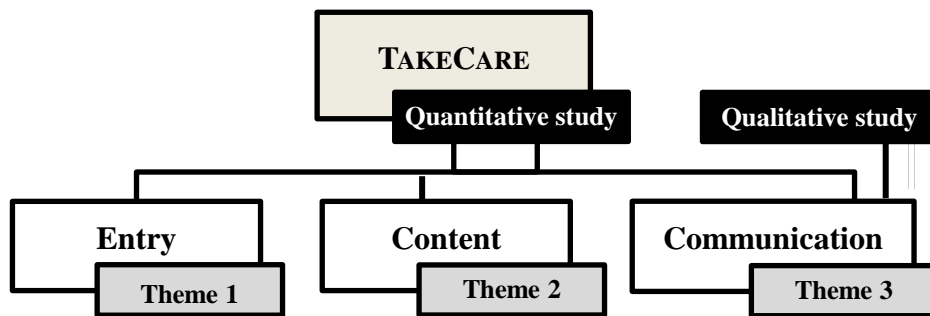 TAKECARE
Quantitative study
Qualitative study
Entry
Content
Communication
Theme 1
Theme 2
Theme 3